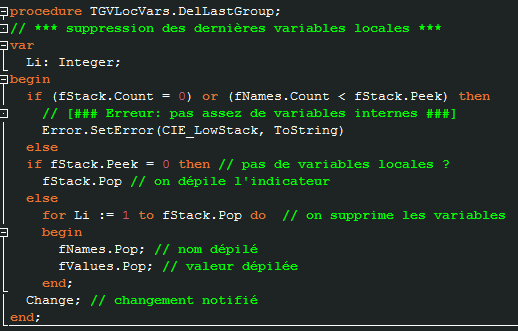 procedure TGVLocVars.DelLastGroup;
// *** suppression des dernières variables locales ***
var
  Li: Integer;
begin
  if (fStack.Count = 0) or (fNames.Count < fStack.Peek) then
    // [### Erreur: pas assez de variables internes ###]
    Error.SetError(CIE_LowStack, ToString)
  else
  if fStack.Peek = 0 then // pas de variables locales ?
    fStack.Pop // on dépile l'indicateur
  else
    for Li := 1 to fStack.Pop do  // on supprime les variables
    begin
      fNames.Pop; // nom dépilé
      fValues.Pop; // valeur dépilée
    end;
  Change; // changement notifié
end;